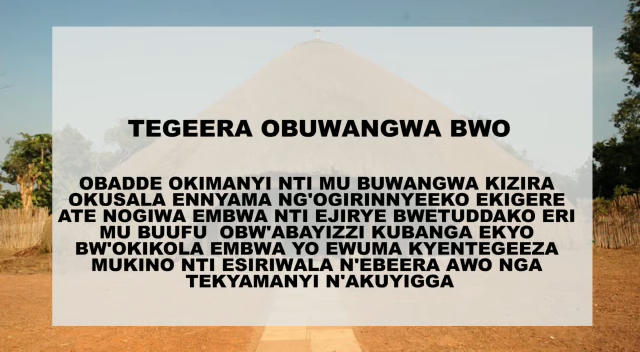 TEGEERA OBUWANGWA BWO
OBADDE OKIMANYI NTI MU BUWANGWA KIZIRA
OKUSALA ENNYAMA NG'OGIRINNYEEKO EKIGERE
ATE NOGIWA EMBWA NTI EJIRYE BWETUDDAKO ERI
MU BUUFU OBW'ABAYIZZI KUBANGA EKYO
BW'OKIKOLA EMBWA YO EWUMA KYENTEGEEZA
MUKINO NTI ESIRIWALA N'EBEERA AWO NGA
TEKYAMANYI N'AKUYIGGA